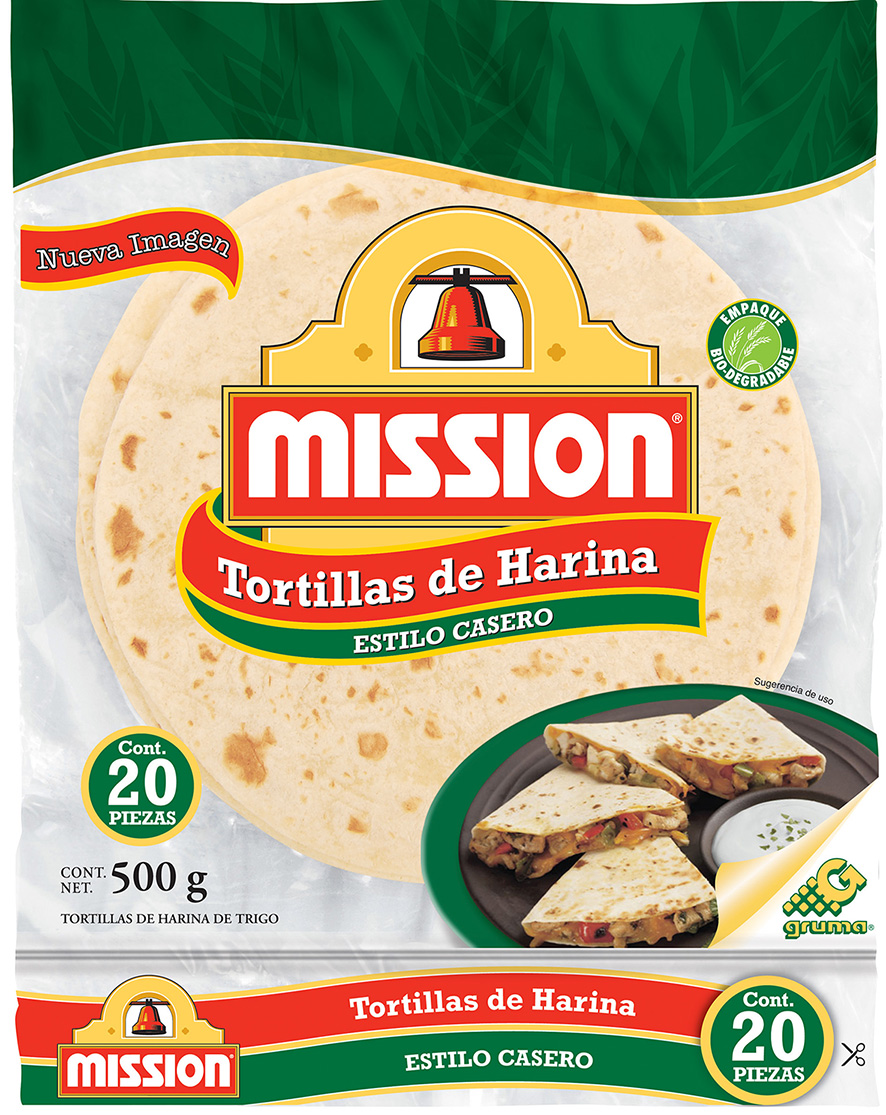 Nueva Imagen
EMPAQUE
BIO-DEGRADABLE
MISSION®
Tortillas de Harina
ESTILO CASERO
Sugerencia de uso
Cont.
20
PIEZAS
CONT.
NET. 500 g
TORTILLAS DE HARINA DE TRIGO
G
gruma®
MISSION®
Tortillas de Harina
ESTILO CASERO
Cont.
20
PIEZAS